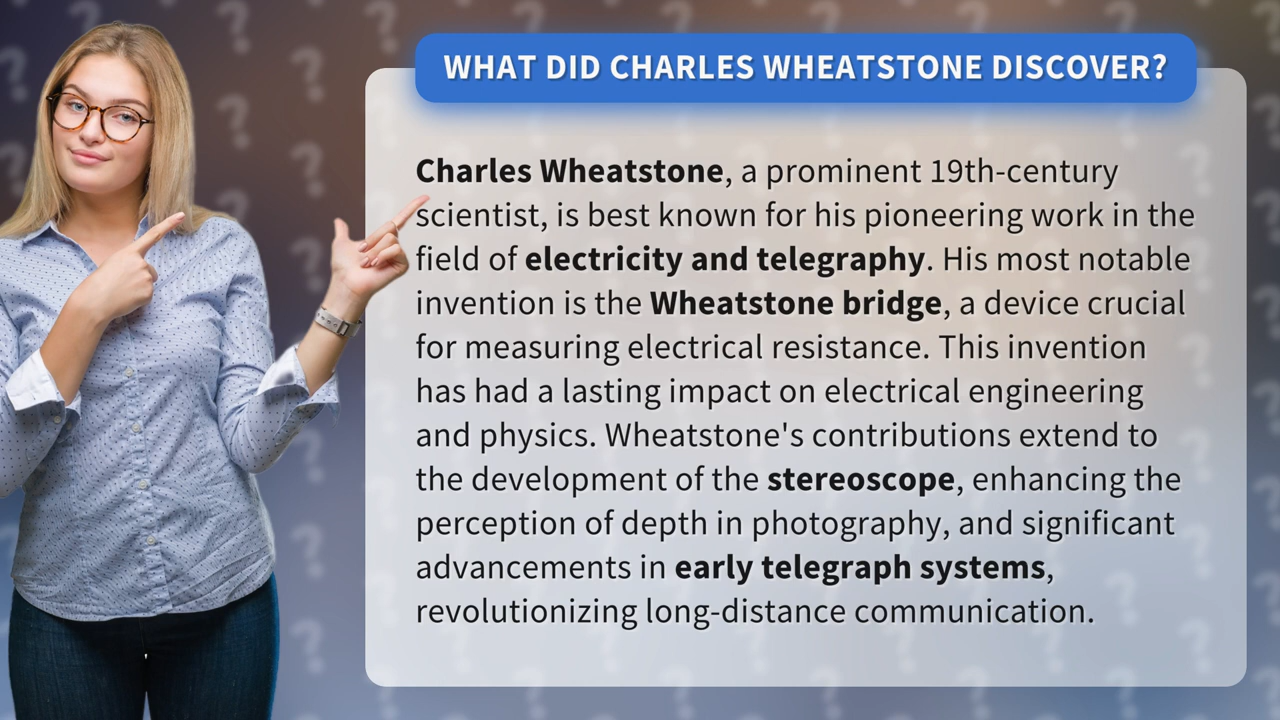 WHAT DID CHARLES WHEATSTONE DISCOVER?
Charles Wheatstone, a prominent 19th-century
scientist, is best known for his pioneering work in the
field of electricity and telegraphy. His most notable
invention is the Wheatstone bridge, a device crucial
for measuring electrical resistance. This invention
has had a lasting impact on electrical engineering
and physics. Wheatstone's contributions extend to
the development of the stereoscope, enhancing the
perception of depth in photography, and significant
advancements in early telegraph systems,
revolutionizing long-distance communication.